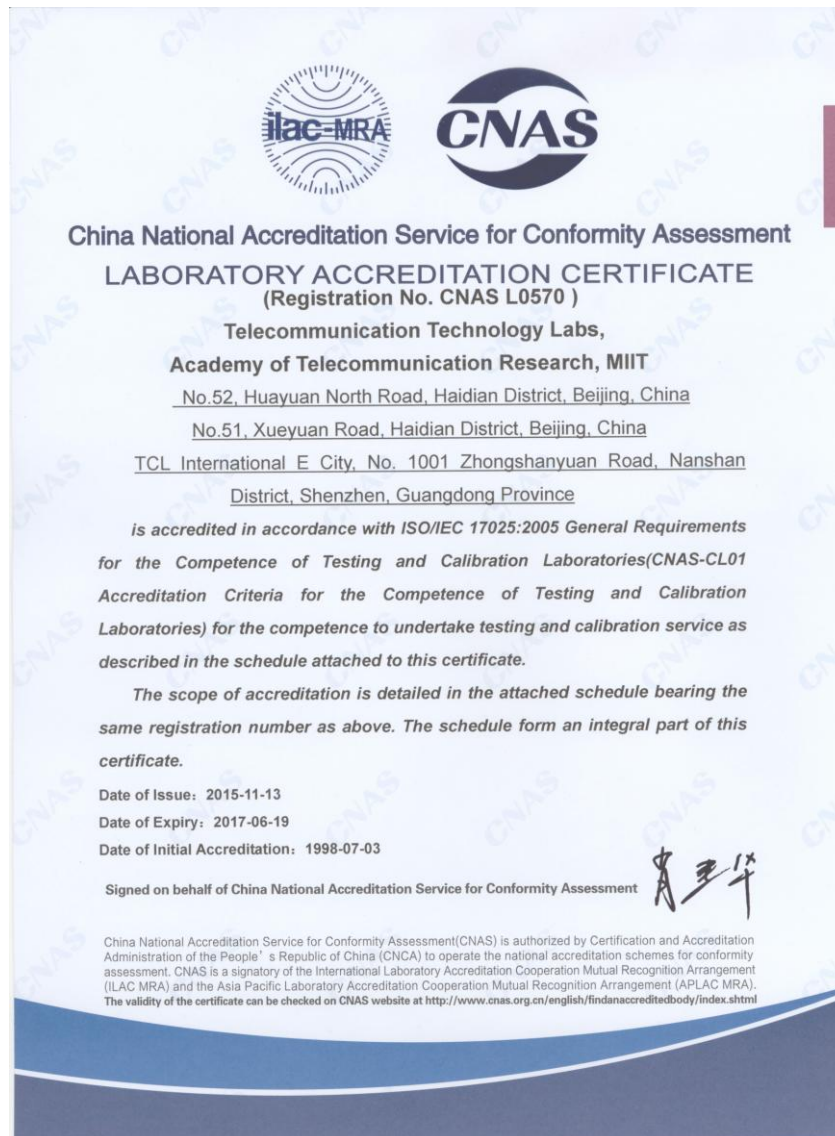 ilac-MRA
CNAS
China National Accreditation Service for Conformity Assessment
LABORATORY ACCREDITATION CERTIFICATE
(Registration No. CNAS L0570 )
Telecommunication Technology Labs,
Academy of Telecommunication Research, MIIT
No.52, Huayuan North Road, Haidian District, Beijing, China
No.51, Xueyuan Road, Haidian District, Beijing, China
TCL International E City, No. 1001 Zhongshanyuan Road, Nanshan
District, Shenzhen, Guangdong Province
is accredited in accordance with ISO/IEC 17025:2005 General Requirements
for the Competence of Testing and Calibration Laboratories(CNAS-CL01
Accreditation Criteria for the Competence of Testing and Calibration
Laboratories) for the competence to undertake testing and calibration service as
described in the schedule attached to this certificate.
The scope of accreditation is detailed in the attached schedule bearing the
same registration number as above. The schedule form an integral part of this
certificate.
Date of Issue: 2015-11-13
Date of Expiry: 2017-06-19
Date of Initial Accreditation: 1998-07-03
Signed on behalf of China National Accreditation Service for Conformity Assessment
China National Accreditation Service for Conformity Assessment(CNAS) is authorized by Certification and Accreditation
Administration of the People's Republic of China (CNCA) to operate the national accreditation schemes for conformity
assessment. CNAS is a signatory of the International Laboratory Accreditation Cooperation Mutual Recognition Arrangement
(ILAC MRA) and the Asia Pacific Laboratory Accreditation Cooperation Mutual Recognition Arrangement (APLAC MRA).
The validity of the certificate can be checked on CNAS website at http://www.cnas.org.cn/english/findanaccreditedbody/index.shtml